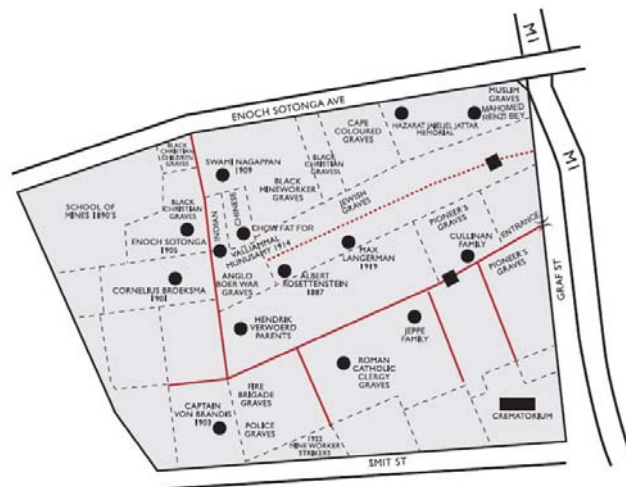 M1
M1
ENOCH SOTONGA AVE
MUSLIM
GRAVES
MAHOMED
RENZI BEY
HAZARAT JAJELIEL JATTAR
MEMORIAL
CAPE
COLOURED
GRAVES
BLACK
CHRISTIAN
CHILDREN
GRAVES
SWAMI NAGAPPAN
1909
BLACK
CHRISTIAN
GRAVES
BLACK
MINEWORKER
GRAVES
JEWISH
GRAVES
SCHOOL OF
MINES 1890'S
BLACK
CHRISTIAN
GRAVES
INDIAN
CHINESE
CHOW FAT FOR
ENOCH SOTONGA
1905
VALLIAMMAL
MUNUSAMY 1914
MAX
LANGERMAN
1919
PIONEER'S
GRAVES
ENTRANCE
CULLINAN
FAMILY
PIONEER'S
GRAVES
GRAF ST
CORNELIUS BROEKSMA
1901
ANGLO
BOER WAR
GRAVES
ALBERT
ROSETTENSTEIN
1887
HENDRIK
VERWOERD
PARENTS
JEPPE
FAMILY
ROMAN
CATHOLIC
CLERGY
GRAVES
FIRE
BRIGADE
GRAVES
CAPTAIN
VON BRANDIS
1903
POLICE
GRAVES
1922
MINE WORKER
STRIKERS
CREMATORIUM
SMIT ST